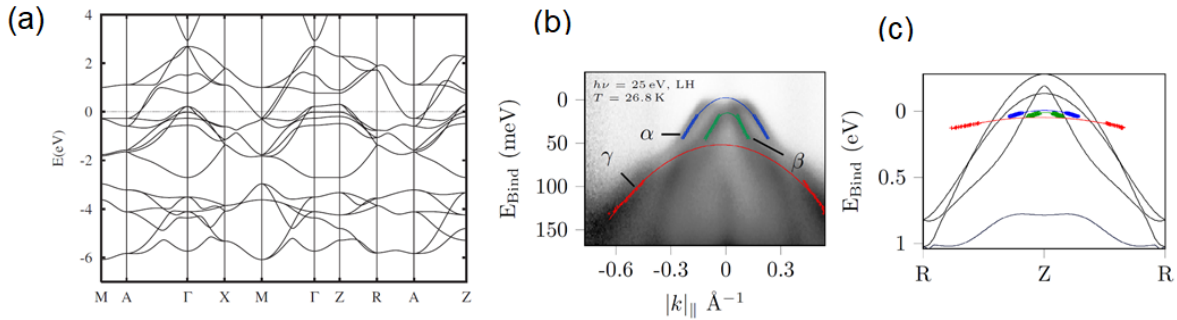 (a)
4
2
0
-2
-4
-6
E(eV)
M A Γ X M Γ Z R A Z
(b)
hν = 25 eV, LH
T = 26.8 K
0
50
100
150
E_Bind (meV)
α
β
γ
-0.6 -0.3 0 0.3
|k|_∥ Å⁻¹
(c)
0
0.5
1
E_Bind (eV)
R Z R